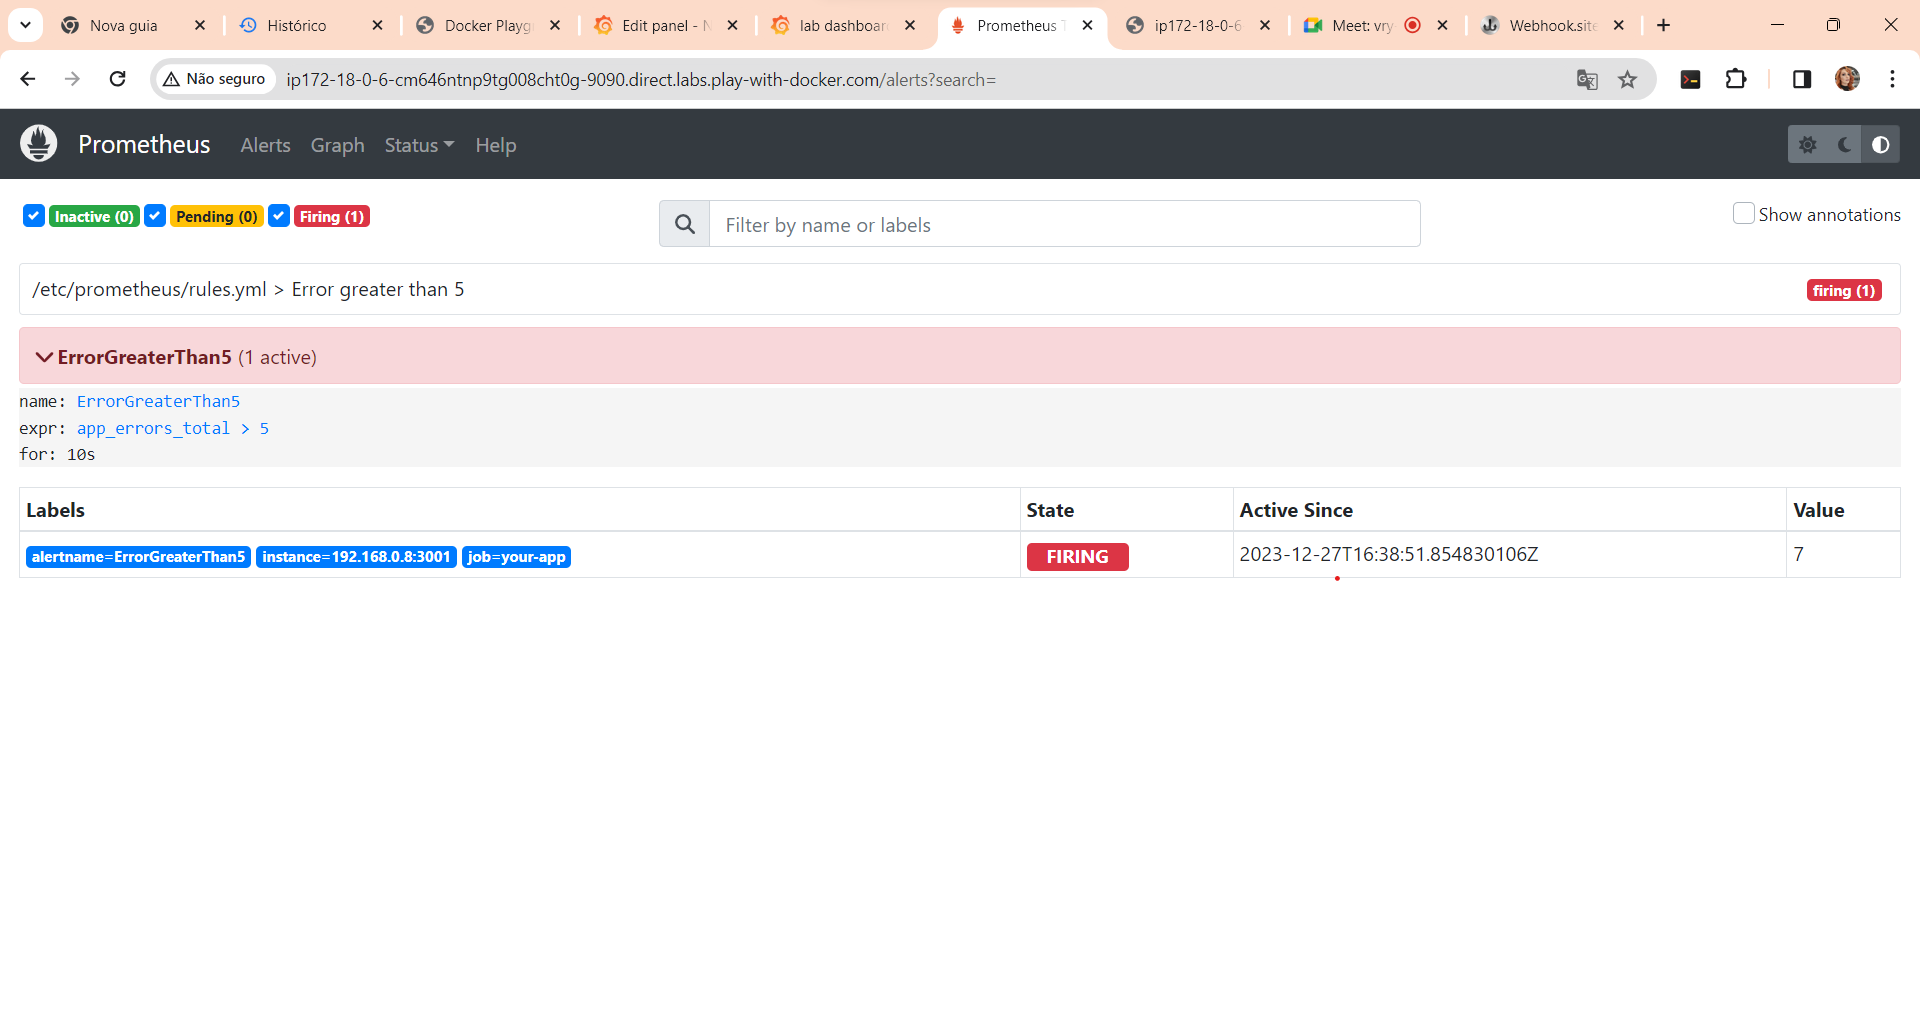 Nova guia
Histórico
Docker Playg
Edit panel - N
lab dashboar
Prometheus T
ip172-18-0-6-
Meet: vry
Webhook.site
Não seguro
ip172-18-0-6-cm646ntnp9tg008cht0g-9090.direct.labs.play-with-docker.com/alerts?search=
Prometheus Alerts Graph Status Help
Inactive (0) Pending (0) Firing (1)
Filter by name or labels
Show annotations
/etc/prometheus/rules.yml > Error greater than 5
firing (1)
ErrorGreaterThan5 (1 active)
name: ErrorGreaterThan5
expr: app_errors_total > 5
for: 10s
Labels State Active Since Value
alertname=ErrorGreaterThan5 instance=192.168.0.8:3001 job=your-app FIRING 2023-12-27T16:38:51.854830106Z 7